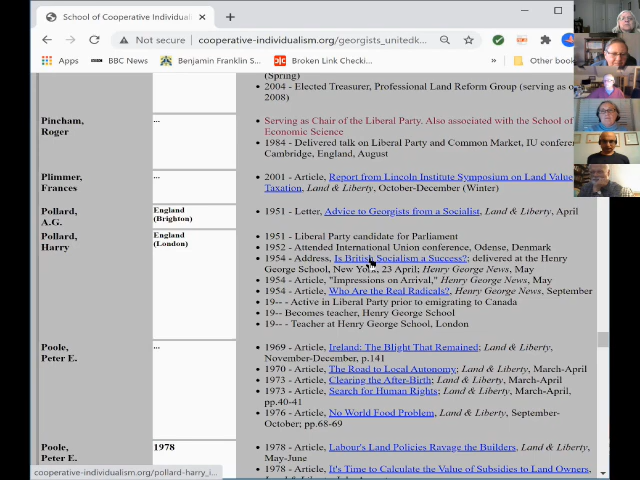 School of Cooperative Individualism
Not secure
cooperative-individualism.org/georgists_unitedk...
Apps
BBC News
Benjamin Franklin S...
Broken Link Checki...
Other book
(Spring)
2004 - Elected Treasurer, Professional Land Reform Group (serving as o
2008)
Pincham,
Roger
...
Serving as Chair of the Liberal Party. Also associated with the School of
Economic Science
1984 - Delivered talk on Liberal Party and Common Market, IU confere
Cambridge, England, August
Plimmer,
Frances
...
2001 - Article, Report from Lincoln Institute Symposium on Land Value
Taxation, Land & Liberty, October-December (Winter)
Pollard,
A.G.
England
(Brighton)
1951 - Letter, Advice to Georgists from a Socialist, Land & Liberty, April
Pollard,
Harry
England
(London)
1951 - Liberal Party candidate for Parliament
1952 - Attended International Union conference, Odense, Denmark
1954 - Address, Is British Socialism a Success?; delivered at the Henry
George School, New York, 23 April; Henry George News, May
1954 - Article, "Impressions on Arrival," Henry George News, May
1954 - Article, Who Are the Real Radicals?, Henry George News, September
19-- - Active in Liberal Party prior to emigrating to Canada
19-- Becomes teacher, Henry George School
19-- - Teacher at Henry George School, London
Poole,
Peter E.
...
1969 - Article, Ireland: The Blight That Remained; Land & Liberty,
November-December, p.141
1970 - Article, The Road to Local Autonomy; Land & Liberty, March-April
1973 - Article, Clearing the After-Birth; Land & Liberty, March-April
1973 - Article, Search for Human Rights; Land & Liberty, March-April,
pp.40-41
1976 - Article, No World Food Problem, Land & Liberty, September-
October; pp.68-69
Poole,
Peter E.
1978
1978 - Article, Labour's Land Policies Ravage the Builders, Land & Liberty,
May-June
1978 - Article, It's Time to Calculate the Value of Subsidies to Land Owners,
cooperative-individualism.org/pollard-harry_i...